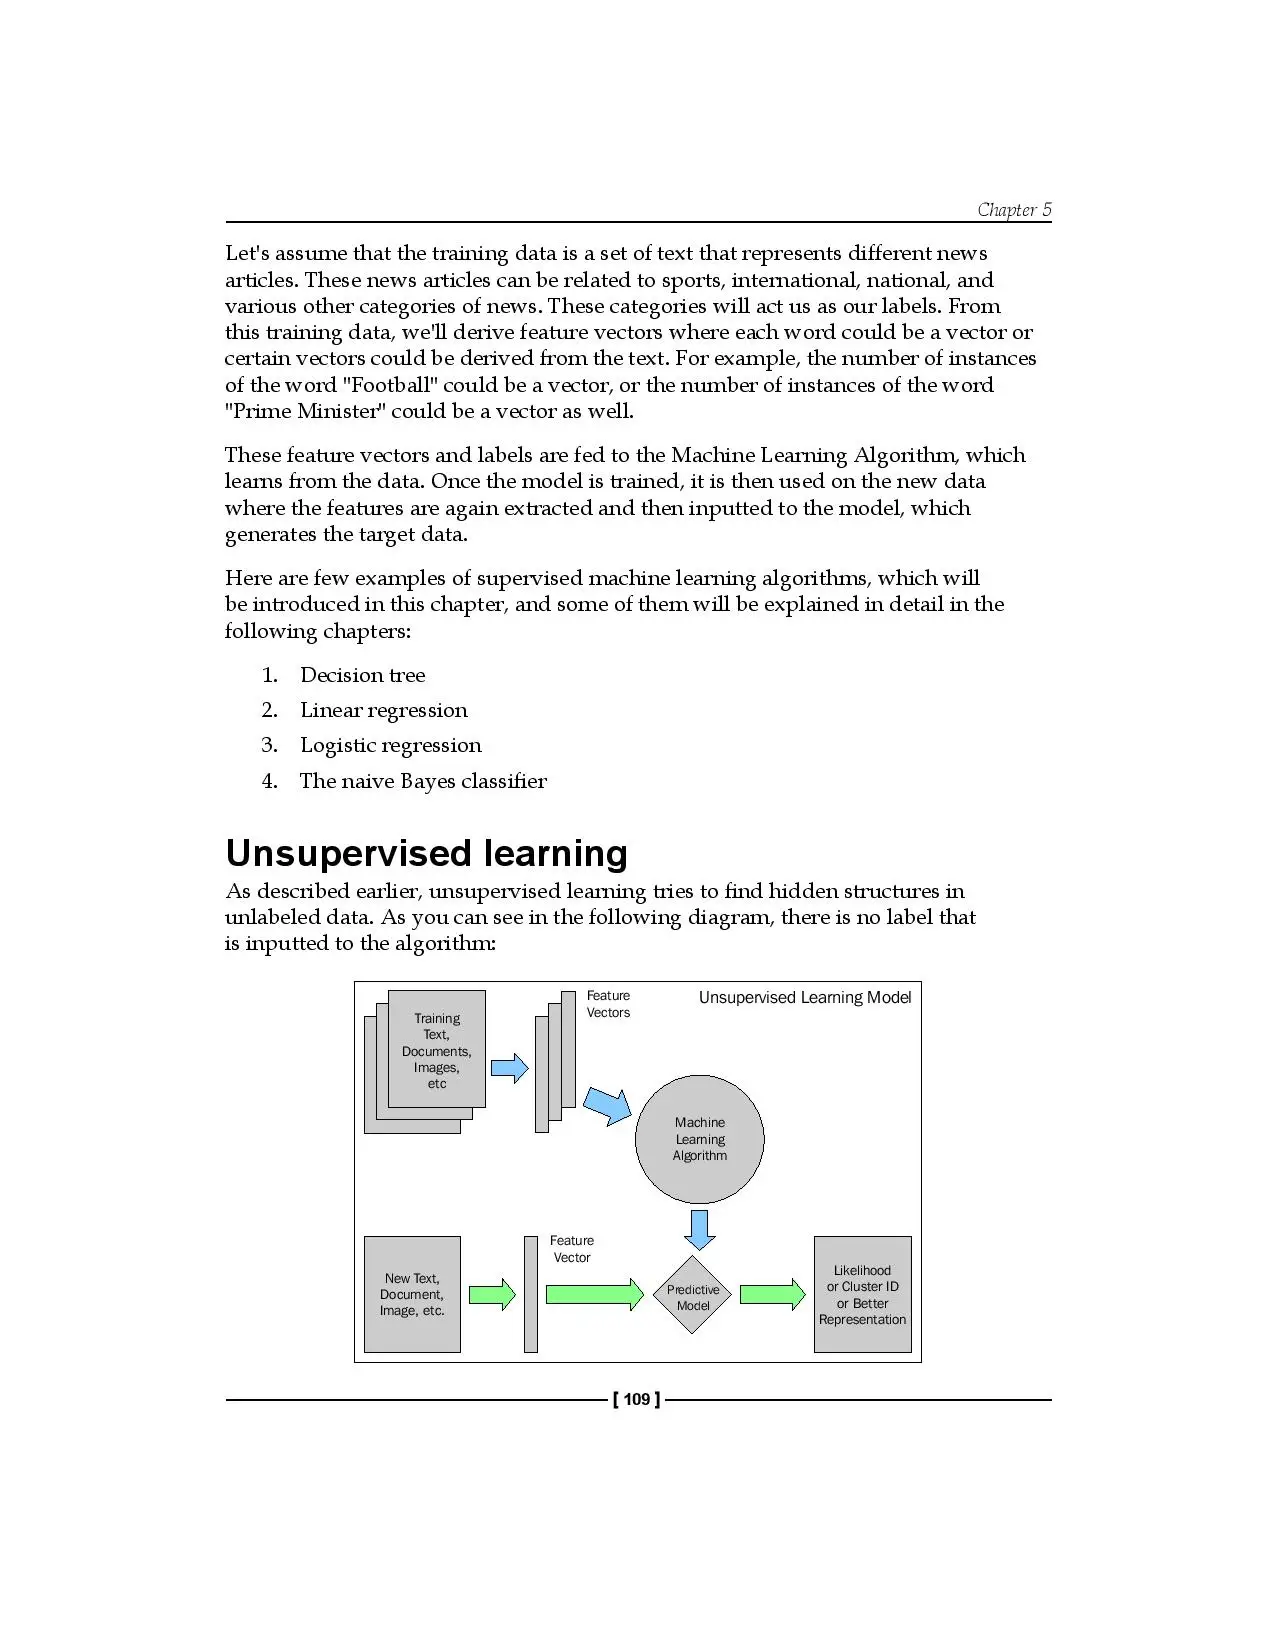 Chapter 5
Let's assume that the training data is a set of text that represents different news
articles. These news articles can be related to sports, international, national, and
various other categories of news. These categories will act us as our labels. From
this training data, we'll derive feature vectors where each word could be a vector or
certain vectors could be derived from the text. For example, the number of instances
of the word "Football" could be a vector, or the number of instances of the word
"Prime Minister" could be a vector as well.
These feature vectors and labels are fed to the Machine Learning Algorithm, which
learns from the data. Once the model is trained, it is then used on the new data
where the features are again extracted and then inputted to the model, which
generates the target data.
Here are few examples of supervised machine learning algorithms, which will
be introduced in this chapter, and some of them will be explained in detail in the
following chapters:
1. Decision tree
2. Linear regression
3. Logistic regression
4. The naive Bayes classifier
Unsupervised learning
As described earlier, unsupervised learning tries to find hidden structures in
unlabeled data. As you can see in the following diagram, there is no label that
is inputted to the algorithm:
Unsupervised Learning Model
Training
Text,
Documents,
Images,
etc
Feature
Vectors
Machine
Learning
Algorithm
New Text,
Document,
Image, etc.
Feature
Vector
Predictive
Model
Likelihood
or Cluster ID
or Better
Representation
[ 109 ]